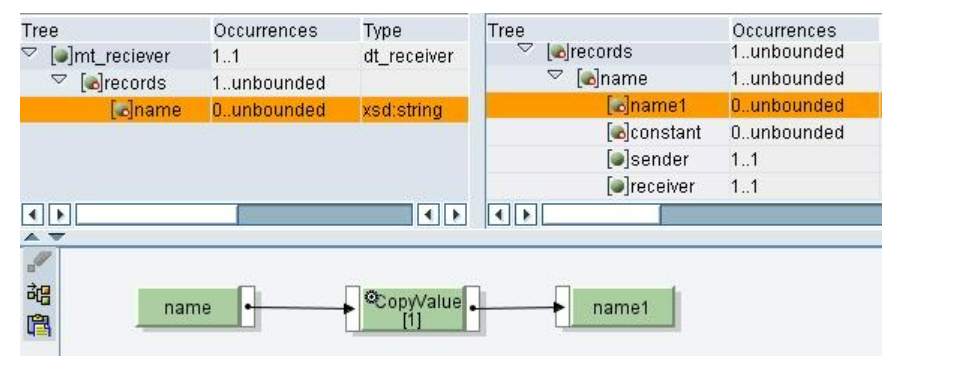 Tree Occurrences Type
mt_reciever 1..1 dt_receiver
records 1..unbounded
name 0..unbounded xsd:string
Tree Occurrences
records 1..unbounded
name 1..unbounded
name1 0..unbounded
constant 0..unbounded
sender 1..1
receiver 1..1
name
CopyValue
[1]
name1